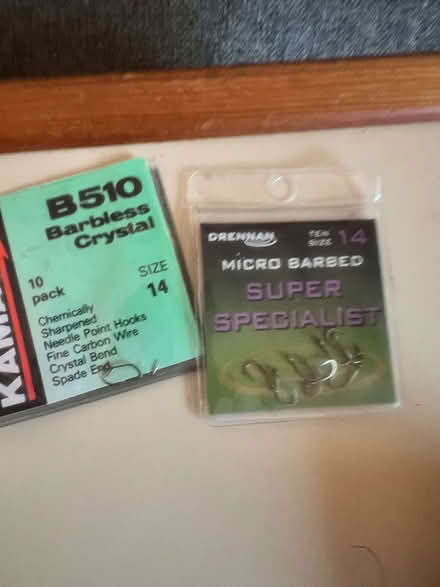 KAMA
B510
Barbless
Crystal
10
pack
SIZE
14
Chemically
Sharpened
Needle Point Hooks
Fine Carbon Wire
Crystal Bend
Spade End
DRENNAN
TEN
SIZE 14
MICRO BARBED
SUPER
SPECIALIST